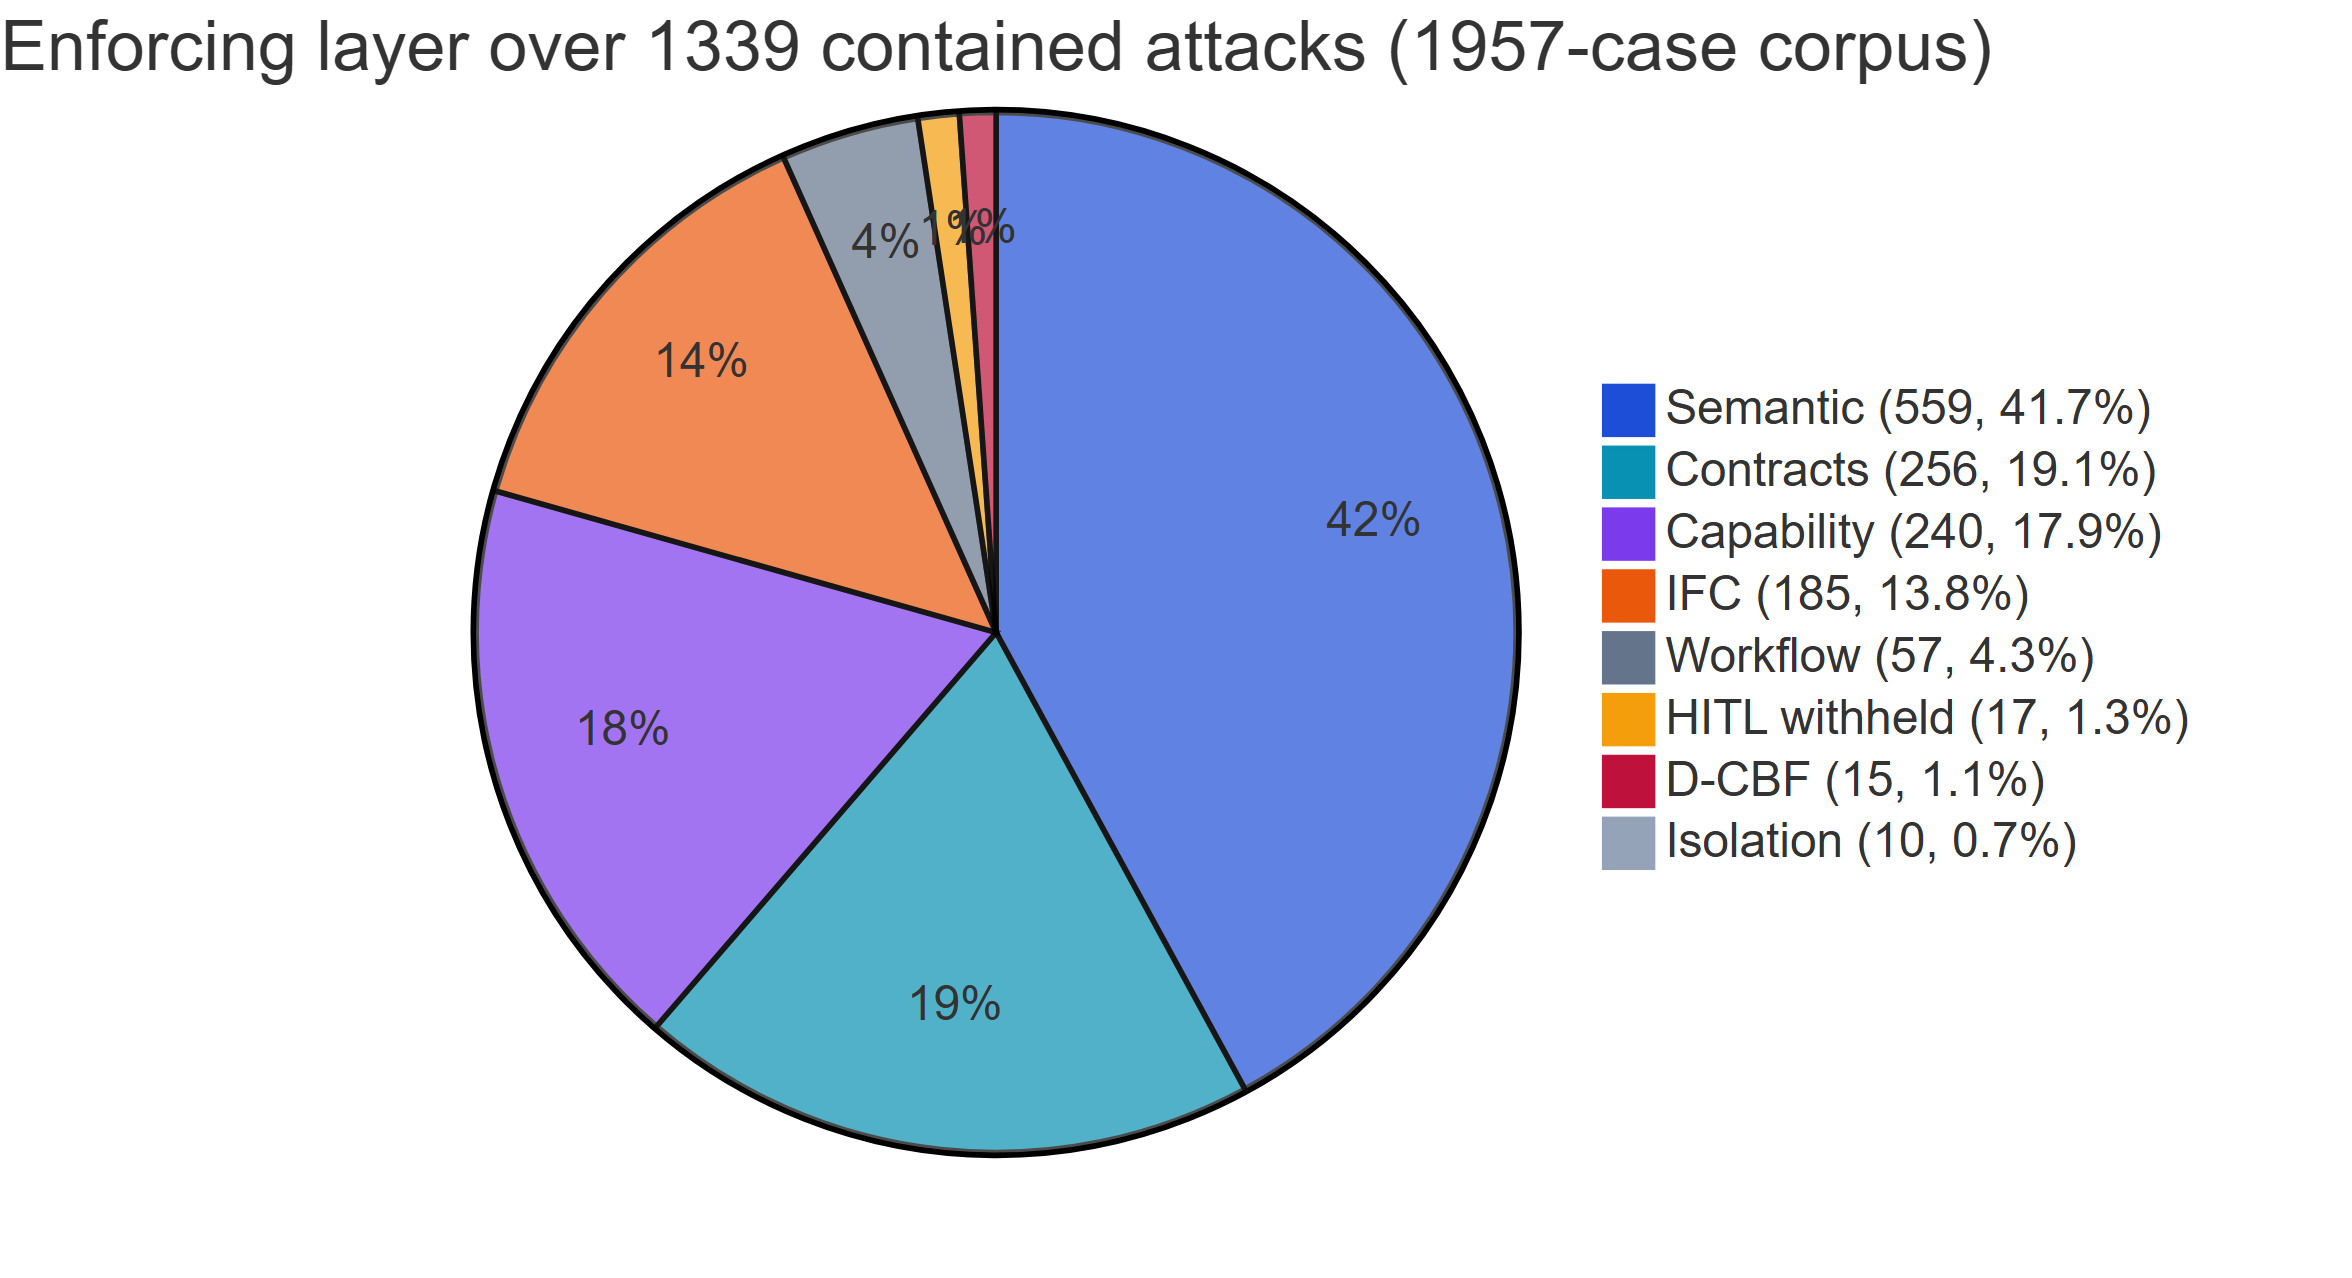 Enforcing layer over 1339 contained attacks (1957-case corpus)
42%
19%
18%
14%
4%
1%
1%
Semantic (559, 41.7%)
Contracts (256, 19.1%)
Capability (240, 17.9%)
IFC (185, 13.8%)
Workflow (57, 4.3%)
HITL withheld (17, 1.3%)
D-CBF (15, 1.1%)
Isolation (10, 0.7%)